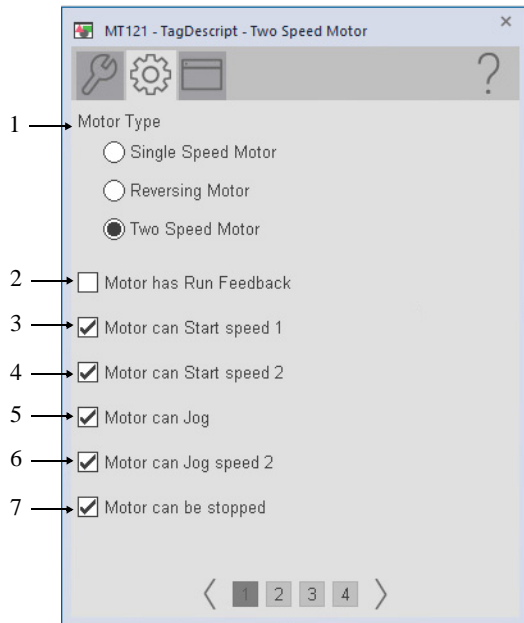 MT121 - TagDescript - Two Speed Motor
×
?
1 Motor Type
Single Speed Motor
Reversing Motor
Two Speed Motor
2 Motor has Run Feedback
3 Motor can Start speed 1
4 Motor can Start speed 2
5 Motor can Jog
6 Motor can Jog speed 2
7 Motor can be stopped
1 2 3 4